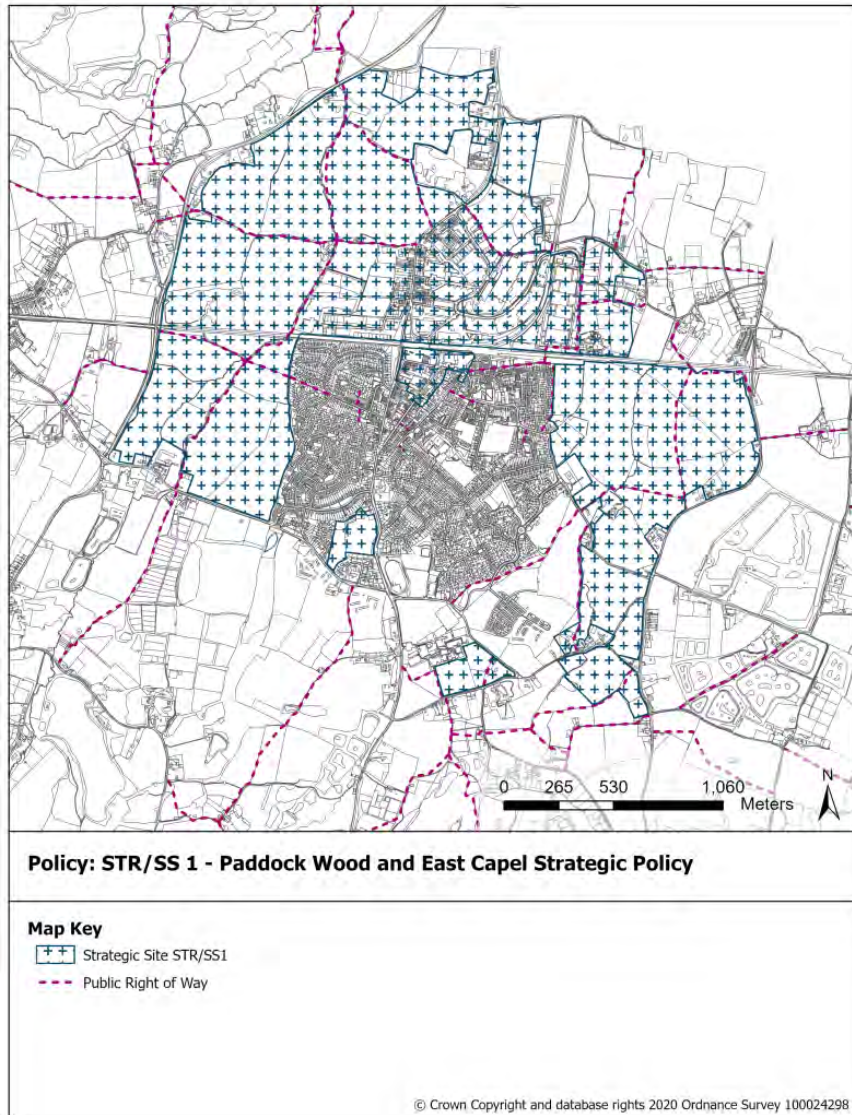 0 265 530 1,060
Meters
N
Policy: STR/SS 1 - Paddock Wood and East Capel Strategic Policy
Map Key
Strategic Site STR/SS1
Public Right of Way
© Crown Copyright and database rights 2020 Ordnance Survey 100024298